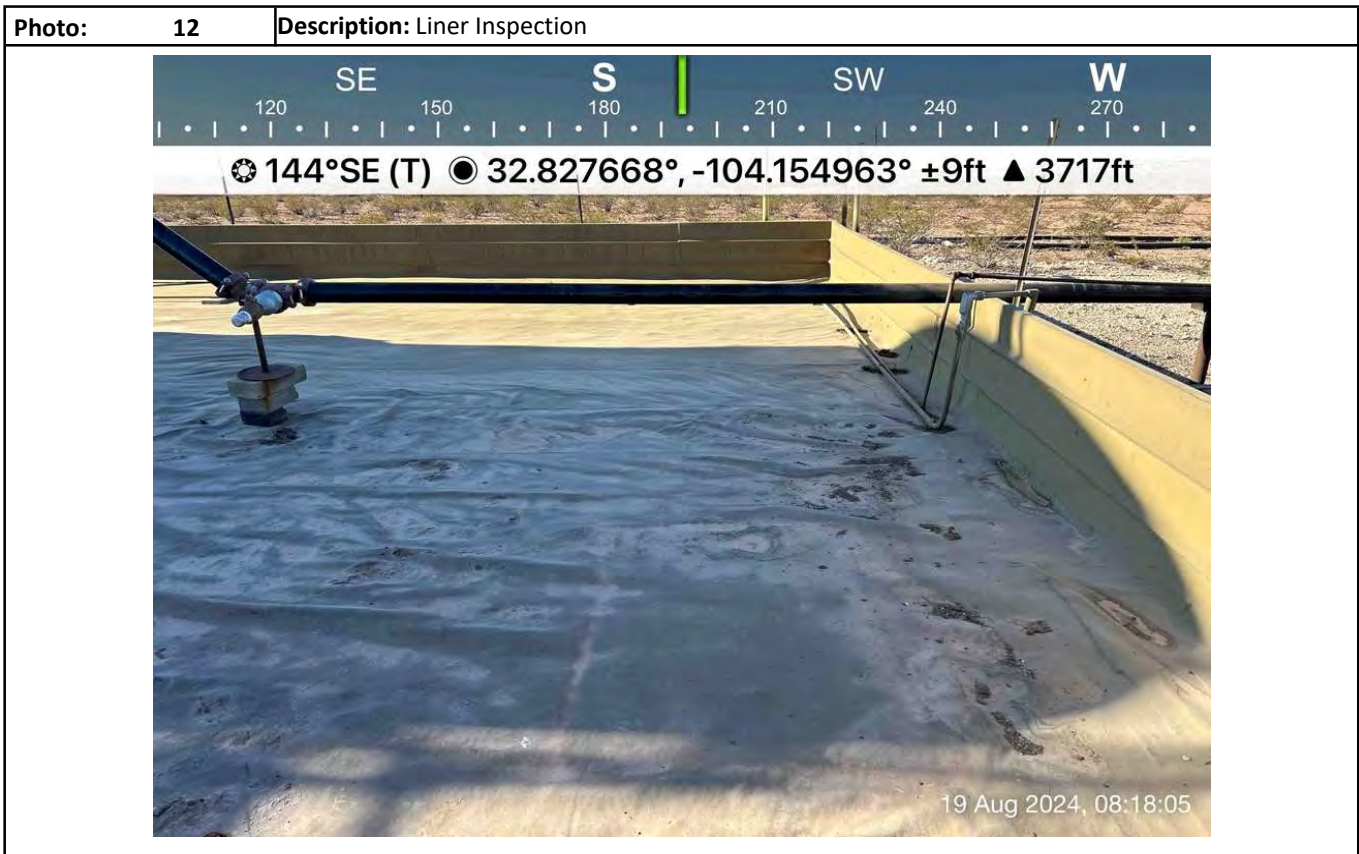 Photo: 12 Description: Liner Inspection
SE S SW W
120 150 180 210 240 270
144°SE (T) 32.827668°, -104.154963° ±9ft ▲ 3717ft
19 Aug 2024, 08:18:05